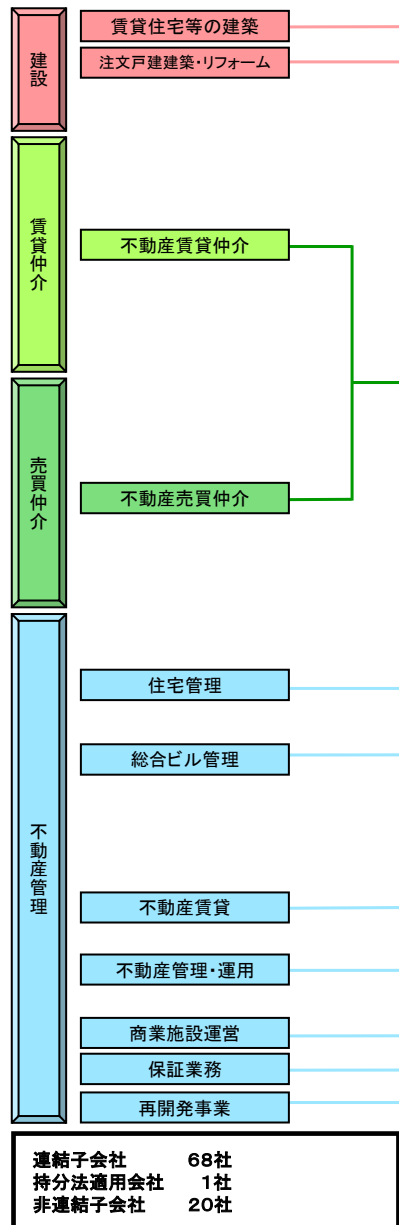 建設
賃貸住宅等の建築
注文戸建建築・リフォーム
賃貸仲介
不動産賃貸仲介
売買仲介
不動産売買仲介
不動産管理
住宅管理
総合ビル管理
不動産賃貸
不動産管理・運用
商業施設運営
保証業務
再開発事業
連結子会社 68社
持分法適用会社 1社
非連結子会社 20社